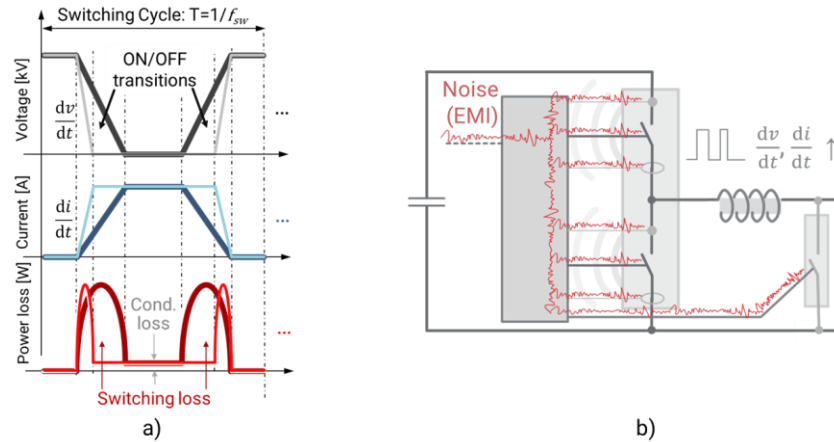 Switching Cycle: T=1/f_sw
Voltage [kV]
ON/OFF
transitions
dv
dt
...
Current [A]
di
dt
...
Power loss [W]
Cond.
loss
...
Switching loss
a)
Noise
(EMI)
dv/dt, di/dt ↑
b)